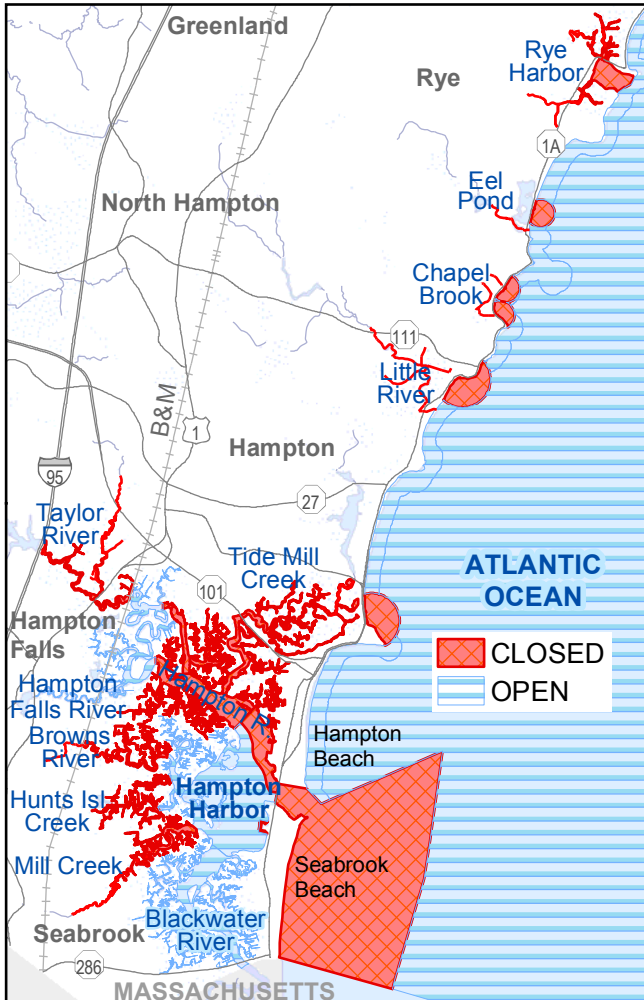 Greenland
Rye
Harbor
Rye
1A
Eel
Pond
North Hampton
Chapel
Brook
111
Little
River
B&M
1
Hampton
95
27
Taylor
River
Tide Mill
Creek
ATLANTIC
OCEAN
101
Hampton
Falls
CLOSED
OPEN
Hampton
Falls River
Hampton R.
Browns
River
Hampton
Beach
Hampton
Harbor
Hunts Isl
Creek
Mill Creek
Seabrook
Beach
Blackwater
River
Seabrook
286
MASSACHUSETTS